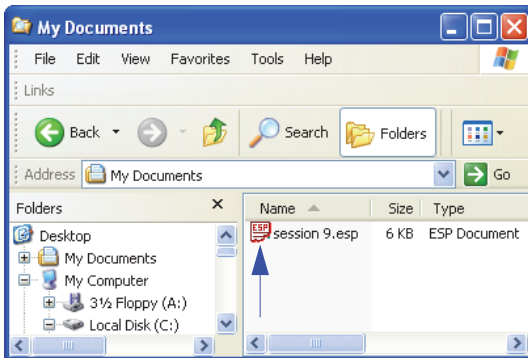 My Documents
File Edit View Favorites Tools Help
Links
Back Search Folders
Address My Documents Go
Folders × Name Size Type
Desktop ESP session 9.esp 6 KB ESP Document
My Documents
My Computer
3½ Floppy (A:)
Local Disk (C:)